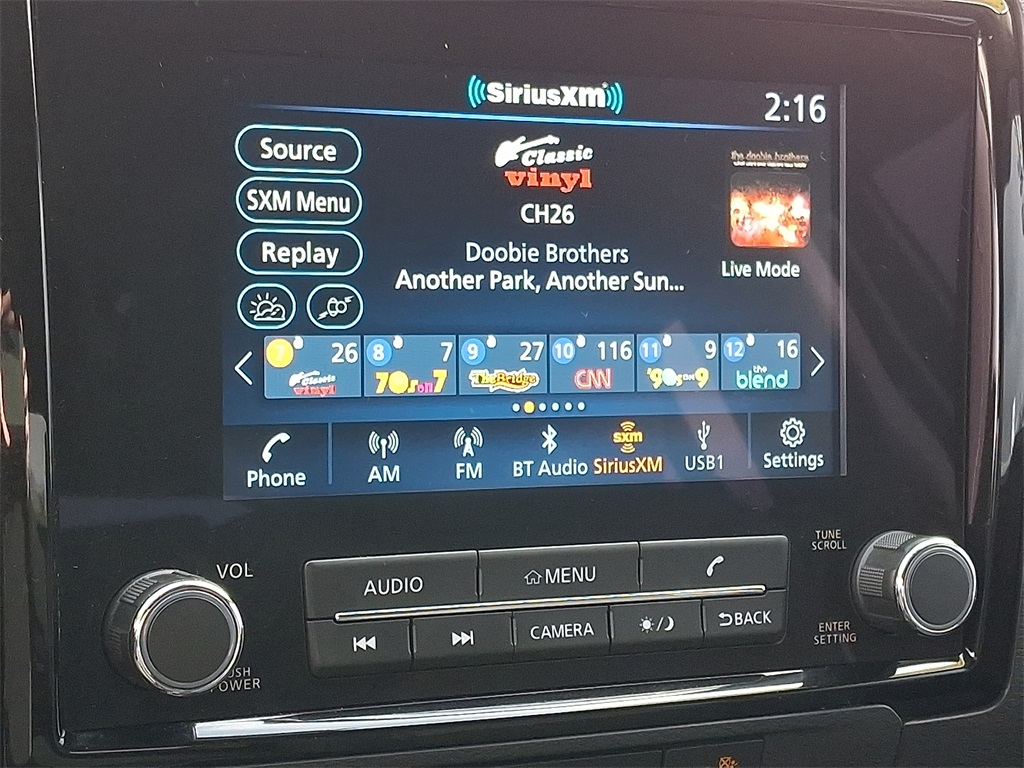 SiriusXm
2:16
Source
SXM Menu
Replay
Classic
vinyl
CH26
Doobie Brothers
Another Park, Another Sun...
the doobie brothers
Live Mode
7 26
Classic
vinyl
8 7
70s on 7
9 27
The Bridge
10 116
CNN
11 9
'90s on 9
12 16
the
blend
Phone
AM
FM
BT Audio
sxm
SiriusXM
USB1
Settings
VOL
PUSH
POWER
AUDIO
MENU
CAMERA
BACK
TUNE
SCROLL
ENTER
SETTING